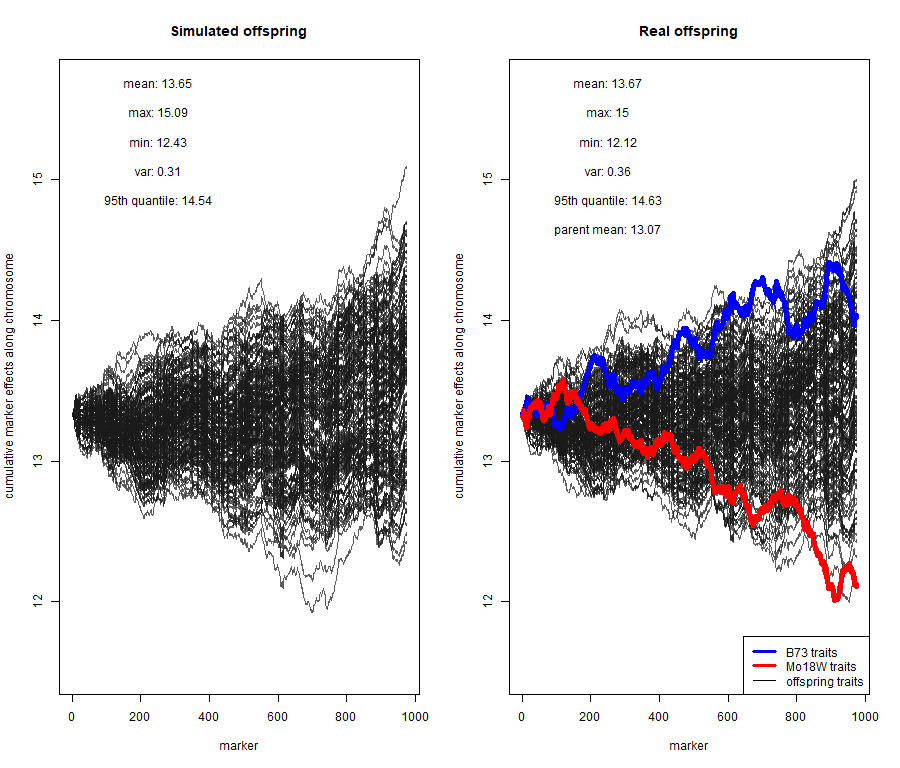 Simulated offspring
mean: 13.65
max: 15.09
min: 12.43
var: 0.31
95th quantile: 14.54
cumulative marker effects along chromosome
15
14
13
12
0
200
400
600
800
1000
marker
Real offspring
mean: 13.67
max: 15
min: 12.12
var: 0.36
95th quantile: 14.63
parent mean: 13.07
cumulative marker effects along chromosome
15
14
13
12
B73 traits
Mo18W traits
offspring traits
0
200
400
600
800
1000
marker